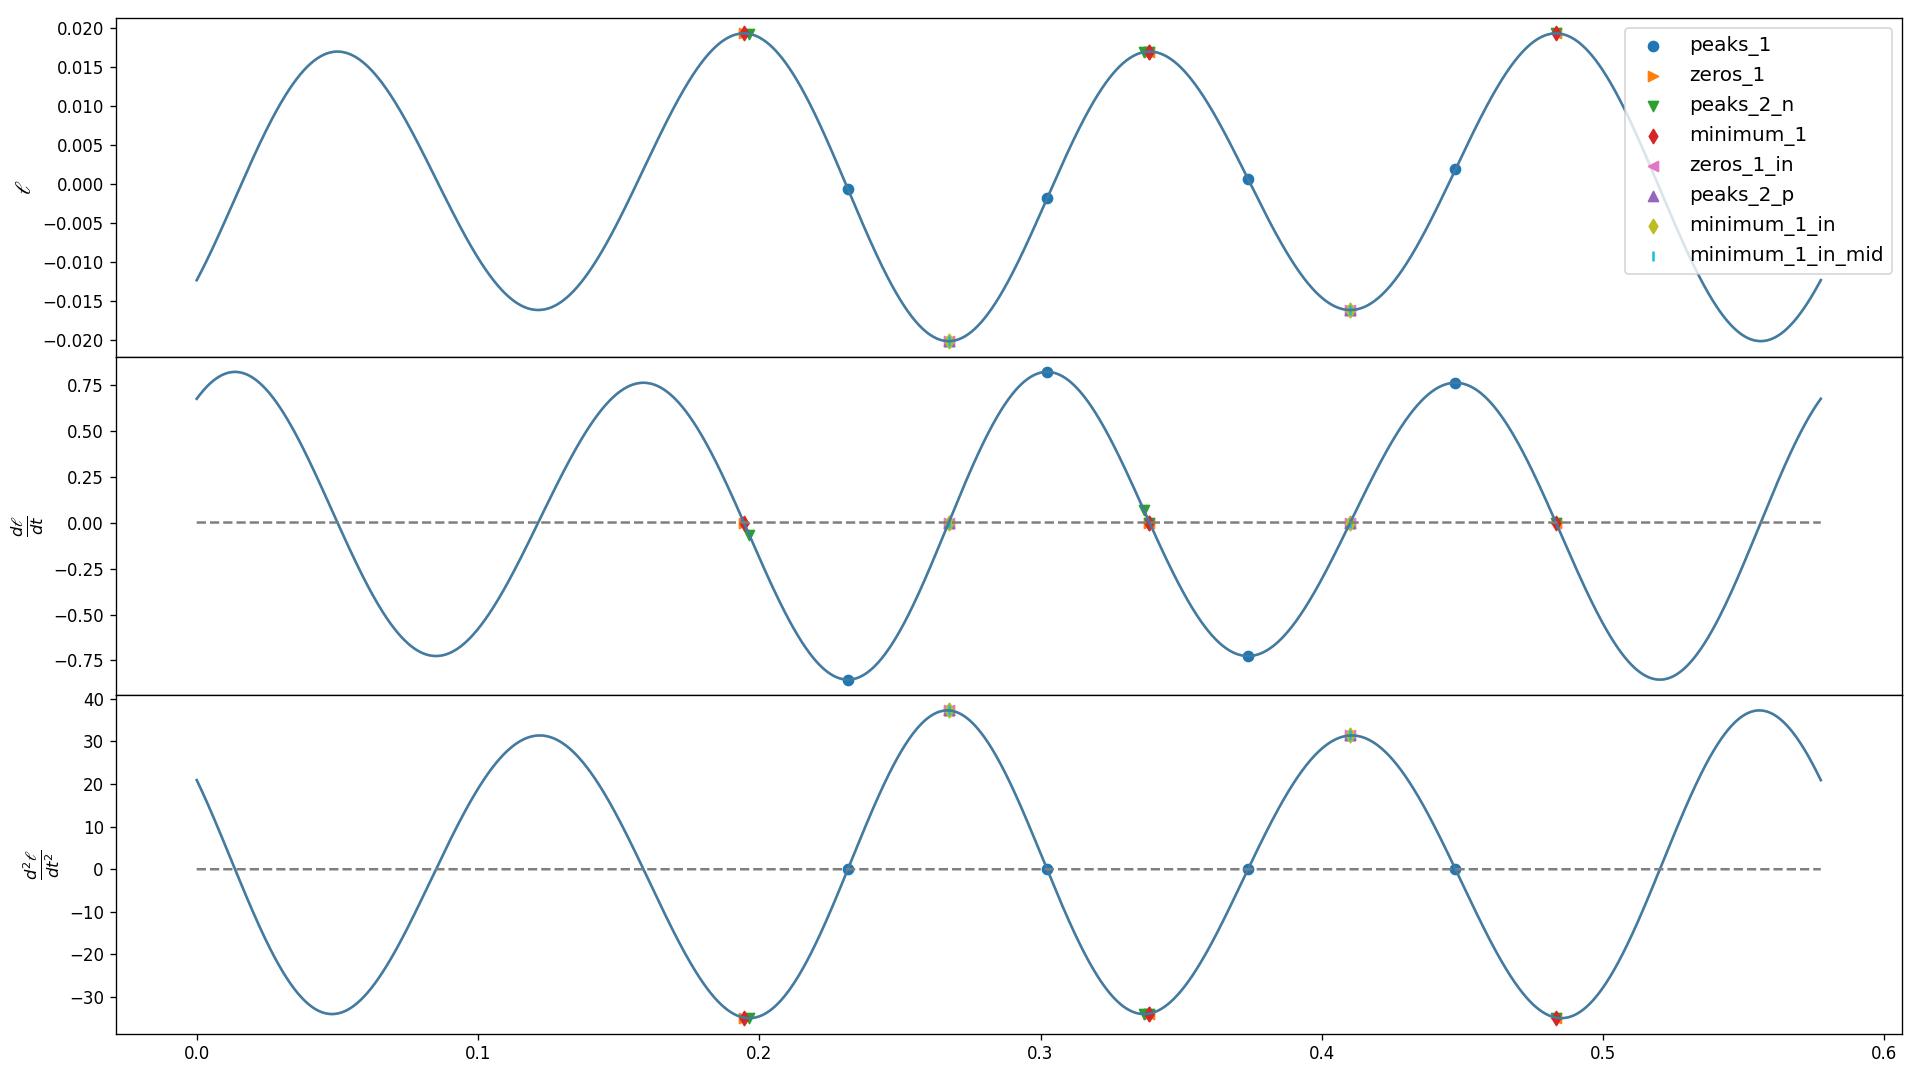 0.020
0.015
0.010
0.005
0.000
−0.005
−0.010
−0.015
−0.020
ℓ
peaks_1
zeros_1
peaks_2_n
minimum_1
zeros_1_in
peaks_2_p
minimum_1_in
minimum_1_in_mid
0.75
0.50
0.25
0.00
−0.25
−0.50
−0.75
dℓ
dt
40
30
20
10
0
−10
−20
−30
d²ℓ
dt²
0.0 0.1 0.2 0.3 0.4 0.5 0.6